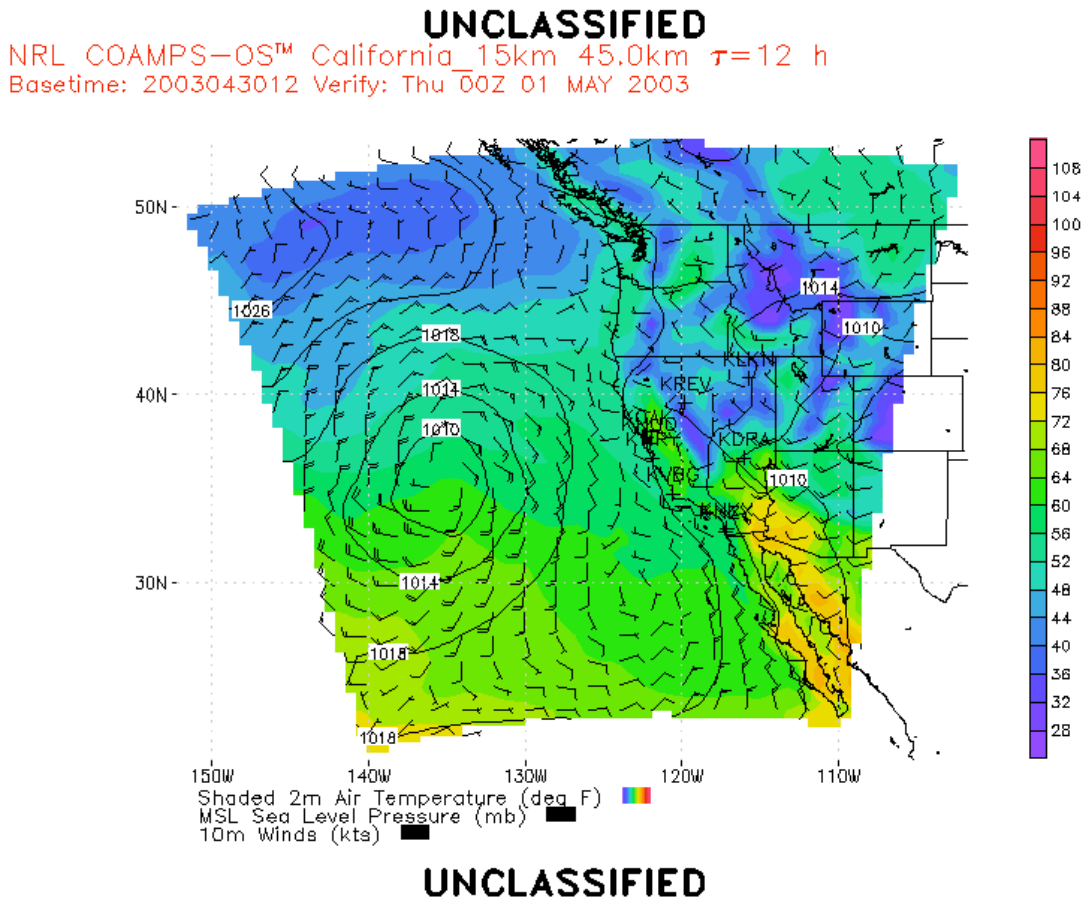 UNCLASSIFIED
NRL COAMPS-OS™ California_15km 45.0km τ=12 h
Basetime: 2003043012 Verify: Thu 00Z 01 MAY 2003
108
104
50N
100
96
1014
92
1026
1010
88
1018
84
KLKN
80
1014
KREV
40N
76
1010
KDRA
72
KVBG
1010
68
64
60
56
1014
30N
52
48
1018
44
40
36
32
1018
28
150W 140W 130W 120W 110W
Shaded 2m Air Temperature (deg F)
MSL Sea Level Pressure (mb)
10m Winds (kts)
UNCLASSIFIED